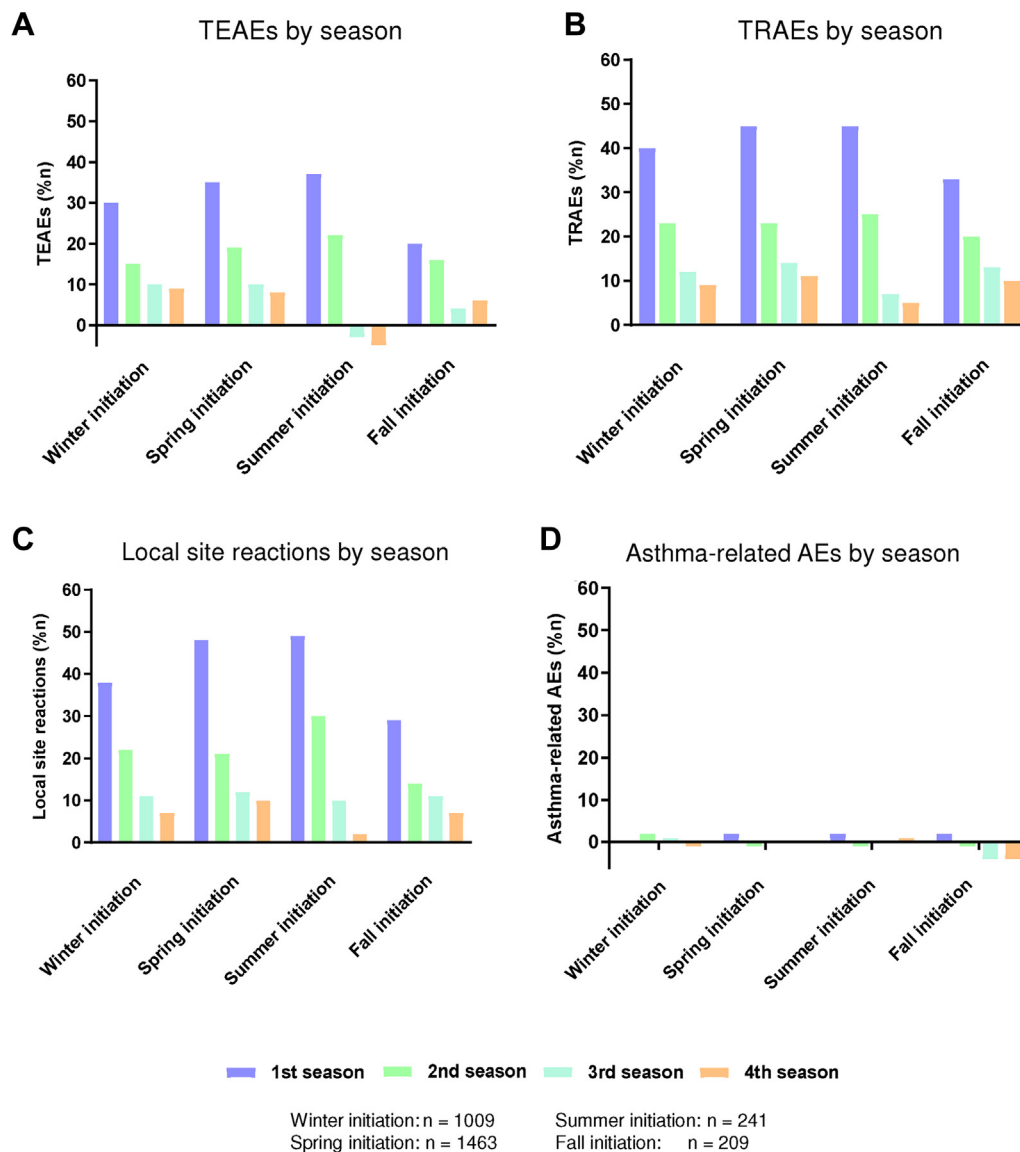 A
TEAEs by season
60
50
40
30
20
10
0
TEAEs (%n)
Winter initiation
Spring initiation
Summer initiation
Fall initiation
B
TRAEs by season
60
50
40
30
20
10
0
TRAEs (%n)
Winter initiation
Spring initiation
Summer initiation
Fall initiation
C
Local site reactions by season
60
50
40
30
20
10
0
Local site reactions (%n)
Winter initiation
Spring initiation
Summer initiation
Fall initiation
D
Asthma-related AEs by season
60
50
40
30
20
10
0
Asthma-related AEs (%n)
Winter initiation
Spring initiation
Summer initiation
Fall initiation
1st season 2nd season 3rd season 4th season
Winter initiation: n = 1009 Summer initiation: n = 241
Spring initiation: n = 1463 Fall initiation: n = 209